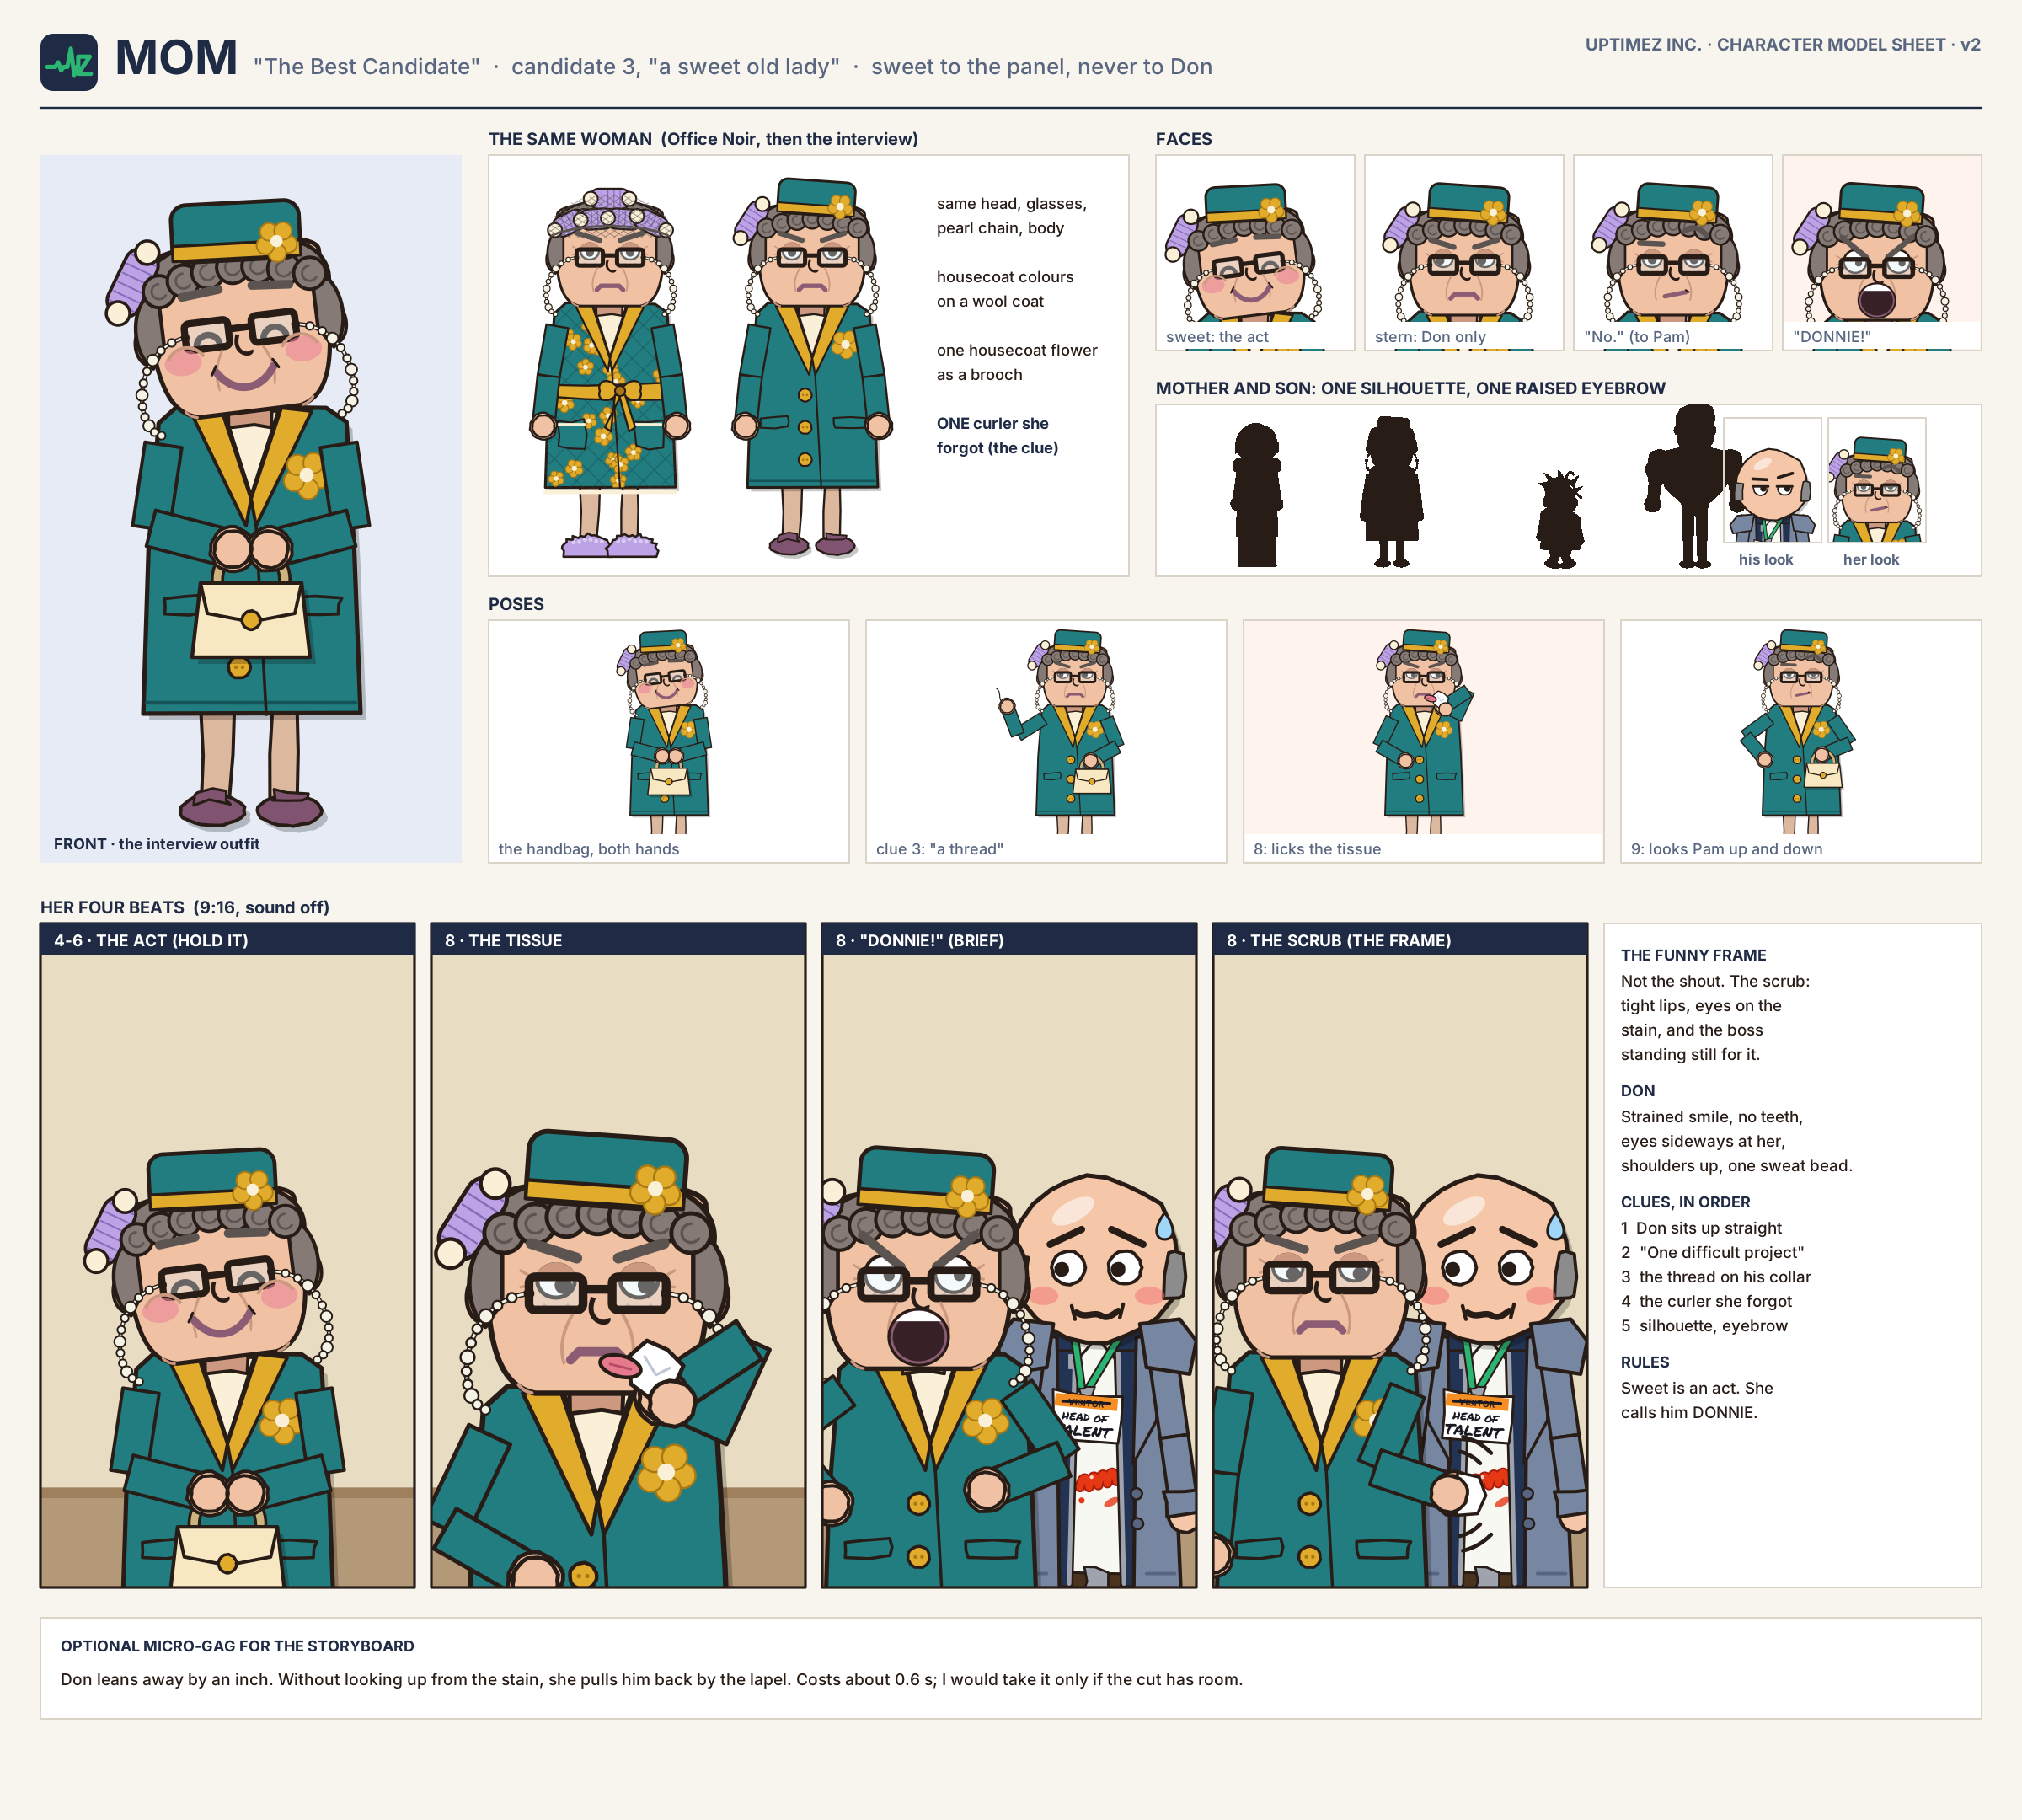 MOM "The Best Candidate" · candidate 3, "a sweet old lady" · sweet to the panel, never to Don
UPTIMEZ INC. · CHARACTER MODEL SHEET · v2
FRONT · the interview outfit
THE SAME WOMAN (Office Noir, then the interview)
same head, glasses,
pearl chain, body
housecoat colours
on a wool coat
one housecoat flower
as a brooch
ONE curler she
forgot (the clue)
FACES
sweet: the act
stern: Don only
"No." (to Pam)
"DONNIE!"
MOTHER AND SON: ONE SILHOUETTE, ONE RAISED EYEBROW
his look
her look
POSES
the handbag, both hands
clue 3: "a thread"
8: licks the tissue
9: looks Pam up and down
HER FOUR BEATS (9:16, sound off)
4-6 · THE ACT (HOLD IT)
8 · THE TISSUE
8 · "DONNIE!" (BRIEF)
VISITOR
HEAD OF
ALENT
8 · THE SCRUB (THE FRAME)
VISITOR
HEAD OF
TALENT
THE FUNNY FRAME
Not the shout. The scrub:
tight lips, eyes on the
stain, and the boss
standing still for it.
DON
Strained smile, no teeth,
eyes sideways at her,
shoulders up, one sweat bead.
CLUES, IN ORDER
1 Don sits up straight
2 "One difficult project"
3 the thread on his collar
4 the curler she forgot
5 silhouette, eyebrow
RULES
Sweet is an act. She
calls him DONNIE.
OPTIONAL MICRO-GAG FOR THE STORYBOARD
Don leans away by an inch. Without looking up from the stain, she pulls him back by the lapel. Costs about 0.6 s; I would take it only if the cut has room.